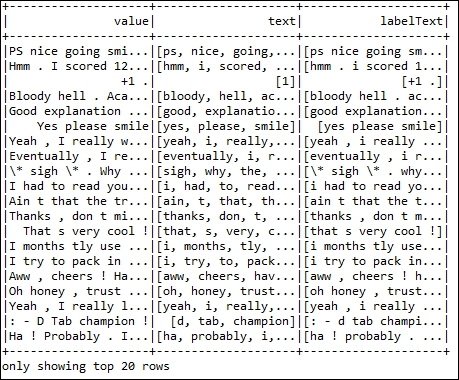 +--------------------+--------------------+--------------------+
|               value|                text|           labelText|
+--------------------+--------------------+--------------------+
|PS nice going smi...|[ps, nice, going,...|[ps nice going sm...|
|Hmm . I scored 12...|[hmm, i, scored, ...|[hmm . i scored 1...|
|                +1 .|                 [1]|              [+1 .]|
|Bloody hell . Aca...|[bloody, hell, ac...|[bloody hell . ac...|
|Good explanation ...|[good, explanatio...|[good explanation...|
|    Yes please smile|[yes, please, smile]|  [yes please smile]|
|Yeah , I really w...|[yeah, i, really,...|[yeah , i really ...|
|Eventually , I re...|[eventually, i, r...|[eventually , i r...|
|\* sigh \* . Why ...|[sigh, why, the, ...|[\* sigh \* . why...|
|I had to read you...|[i, had, to, read...|[i had to read yo...|
|Ain t that the tr...|[ain, t, that, th...|[ain t that the t...|
|Thanks , don t mi...|[thanks, don, t, ...|[thanks , don t m...|
|  That s very cool !|[that, s, very, c...|[that s very cool !]|
|I months tly use ...|[i, months, tly, ...|[i months tly use...|
|I try to pack in ...|[i, try, to, pack...|[i try to pack in...|
|Aww , cheers ! Ha...|[aww, cheers, hav...|[aww , cheers ! h...|
|Oh honey , trust ...|[oh, honey, trust...|[oh honey , trust...|
|Yeah , I really l...|[yeah, i, really,...|[yeah , i really ...|
|: - D Tab champion !|  [d, tab, champion]|[: - d tab champi...|
|Ha ! Probably . I...|[ha, probably, i,...|[ha ! probably . ...|
+--------------------+--------------------+--------------------+
only showing top 20 rows